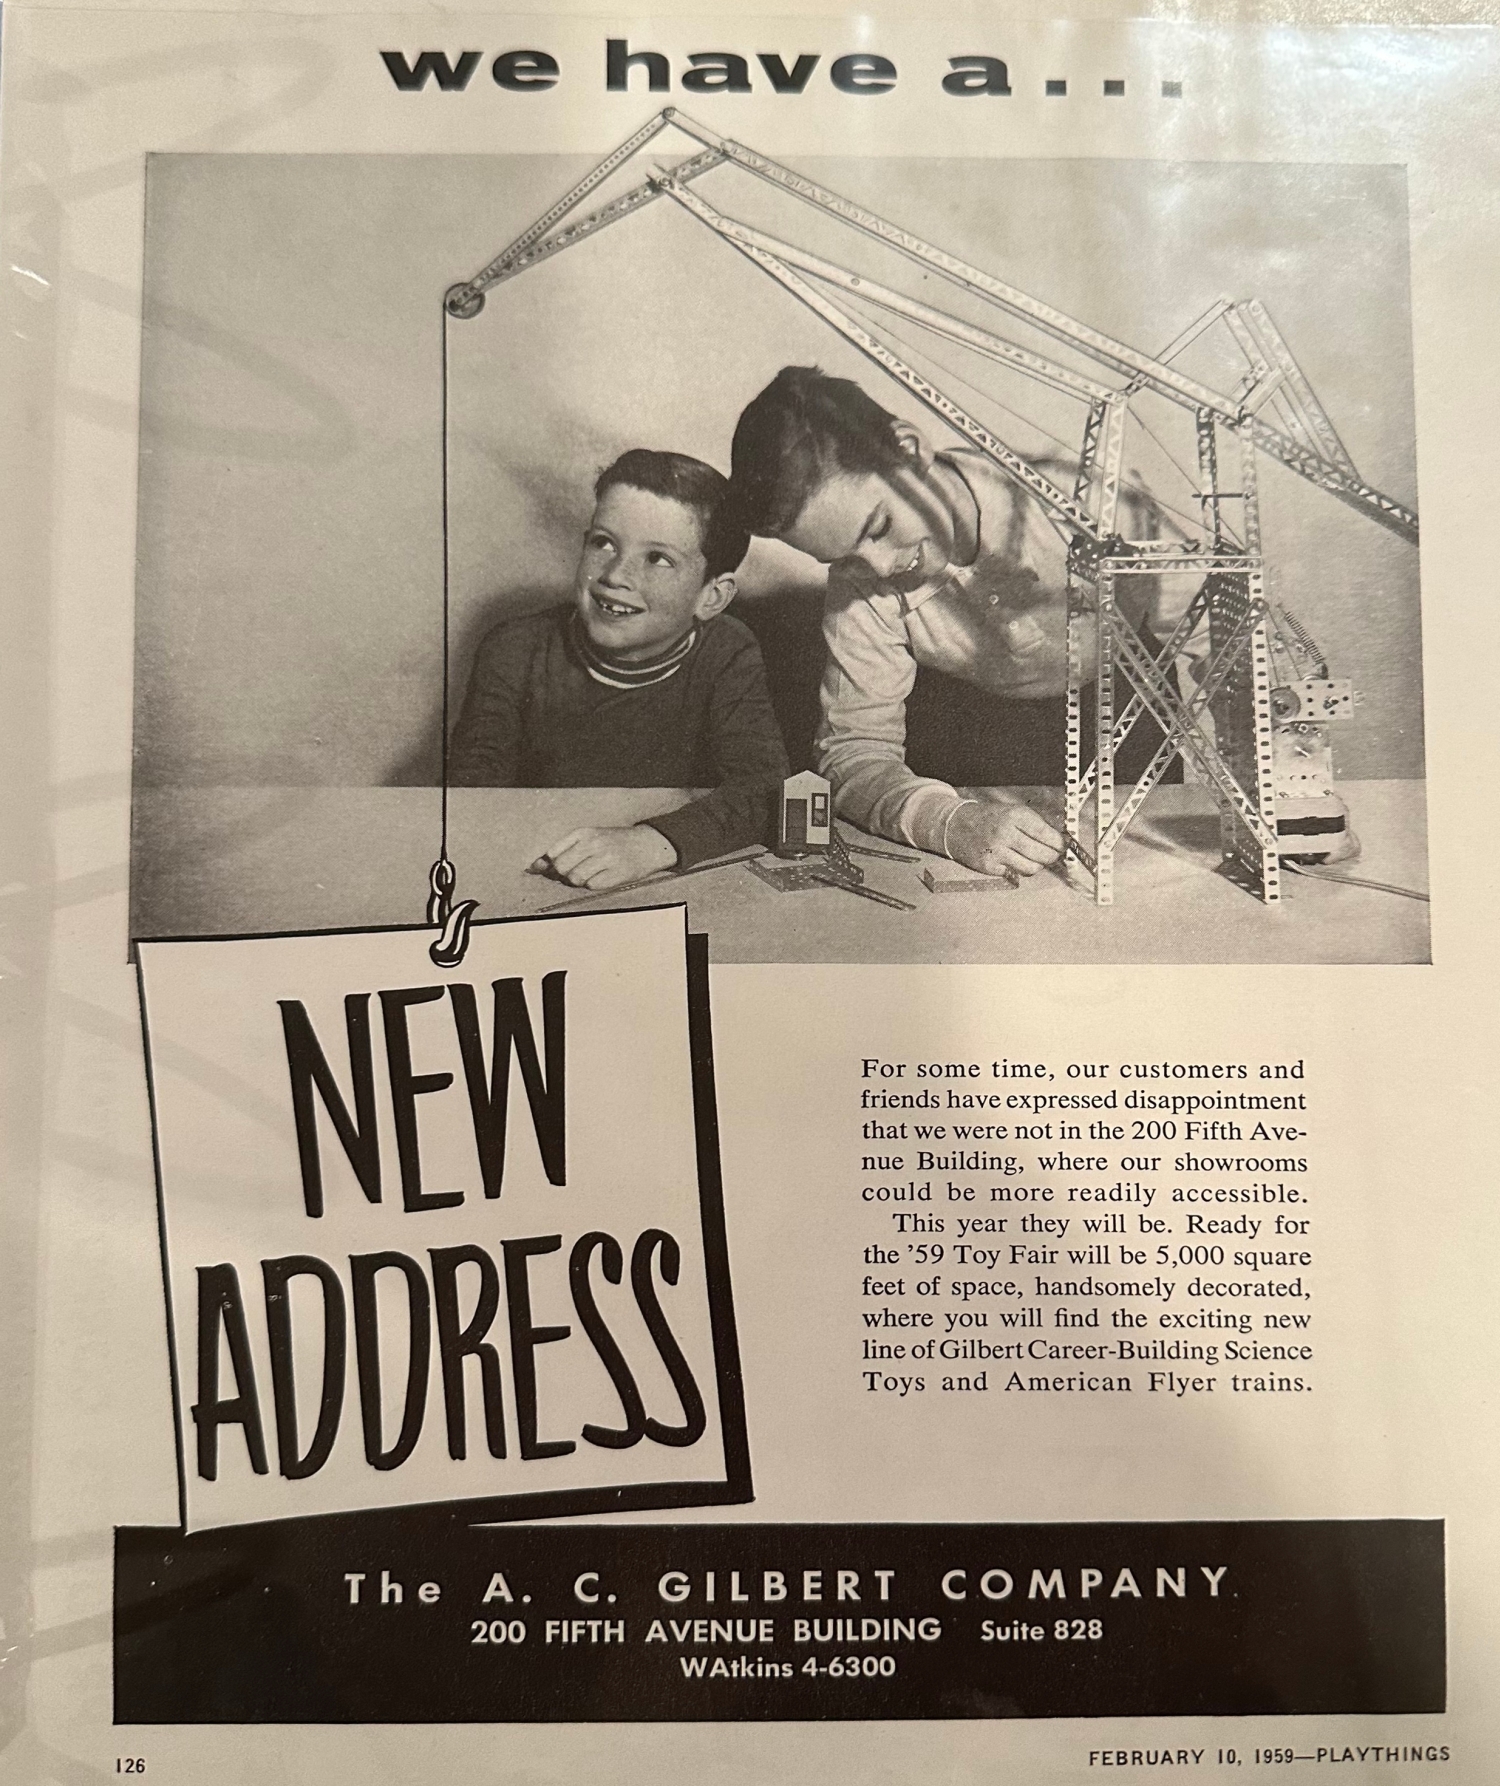 we have a...
NEW
ADDRESS
For some time, our customers and
friends have expressed disappointment
that we were not in the 200 Fifth Ave-
nue Building, where our showrooms
could be more readily accessible.
This year they will be. Ready for
the ’59 Toy Fair will be 5,000 square
feet of space, handsomely decorated,
where you will find the exciting new
line of Gilbert Career-Building Science
Toys and American Flyer trains.
The A. C. GILBERT COMPANY
200 FIFTH AVENUE BUILDING Suite 828
WAtkins 4-6300
126
FEBRUARY 10, 1959—PLAYTHINGS